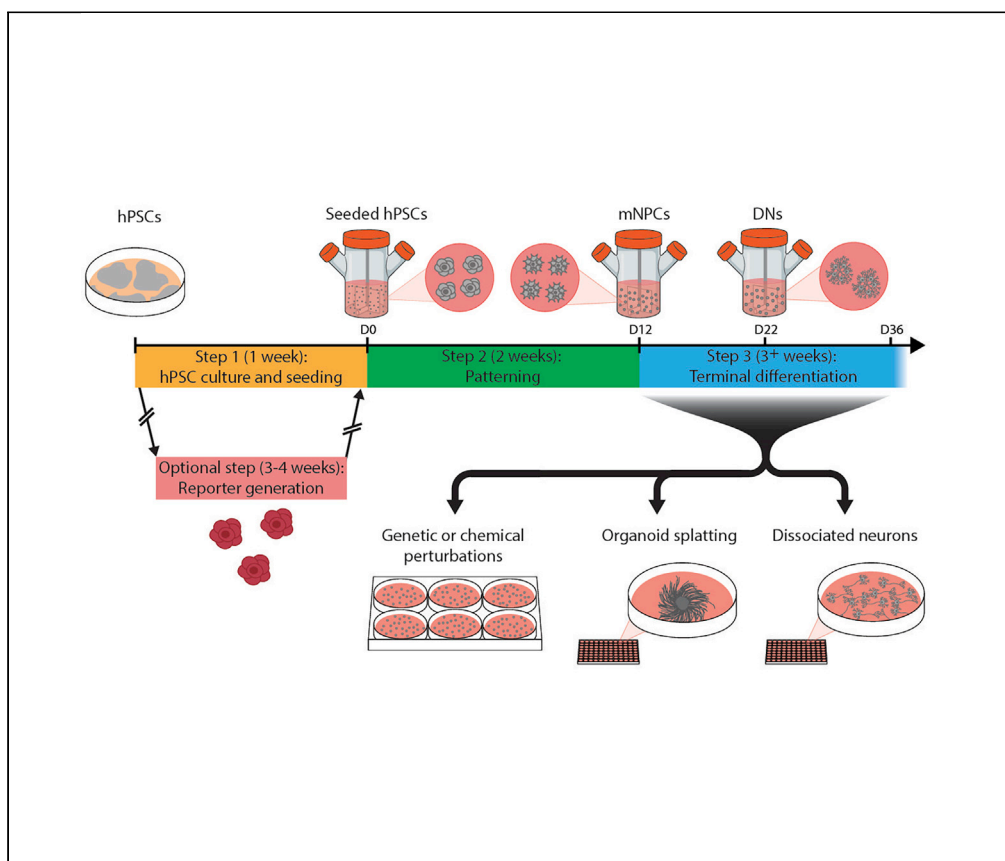 hPSCs
Seeded hPSCs
mNPCs
DNs
D0
D12
D22
D36
Step 1 (1 week):
hPSC culture and seeding
Step 2 (2 weeks):
Patterning
Step 3 (3+ weeks):
Terminal differentiation
Optional step (3-4 weeks):
Reporter generation
Genetic or chemical
perturbations
Organoid splatting
Dissociated neurons